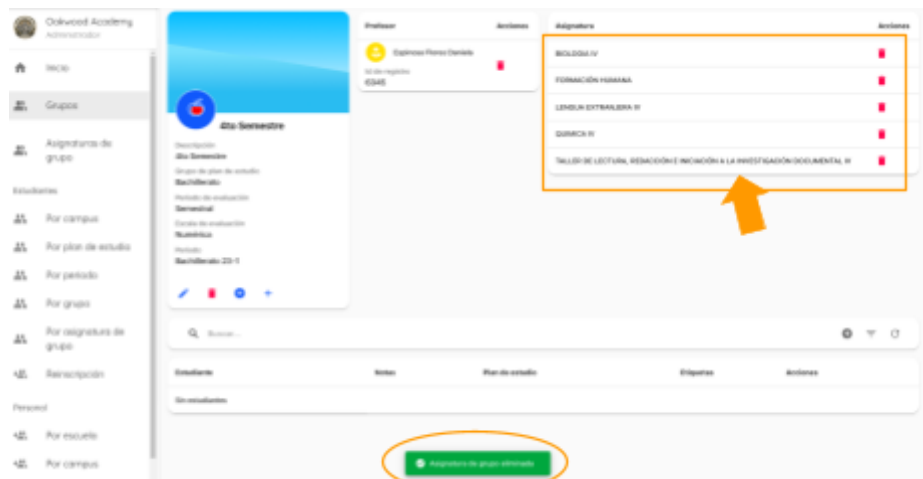 Oakwood Academy
Administrador
Inicio
Grupos
Asignaturas de
grupo
Estudiantes
Por campus
Por plan de estudio
Por periodo
Por grupo
Por asignatura de
grupo
Reinscripción
Personal
Por escuela
Por campus
4to Semestre
Descripción
4to Semestre
Grupo de plan de estudio
Bachillerato
Periodo de evaluación
Semestral
Escala de evaluación
Numérica
Periodo
Bachillerato 23-1
Profesor Acciones
Espinosa Flores Daniela
Id de registro
6945
Asignatura Acciones
BIOLOGIA IV
FORMACIÓN HUMANA
LENGUA EXTRANJERA IV
QUIMICA IV
TALLER DE LECTURA, REDACCIÓN E INICIACIÓN A LA INVESTIGACIÓN DOCUMENTAL IV
Buscar...
Estudiante Notas Plan de estudio Etiquetas Acciones
Sin estudiantes
Asignatura de grupo eliminada